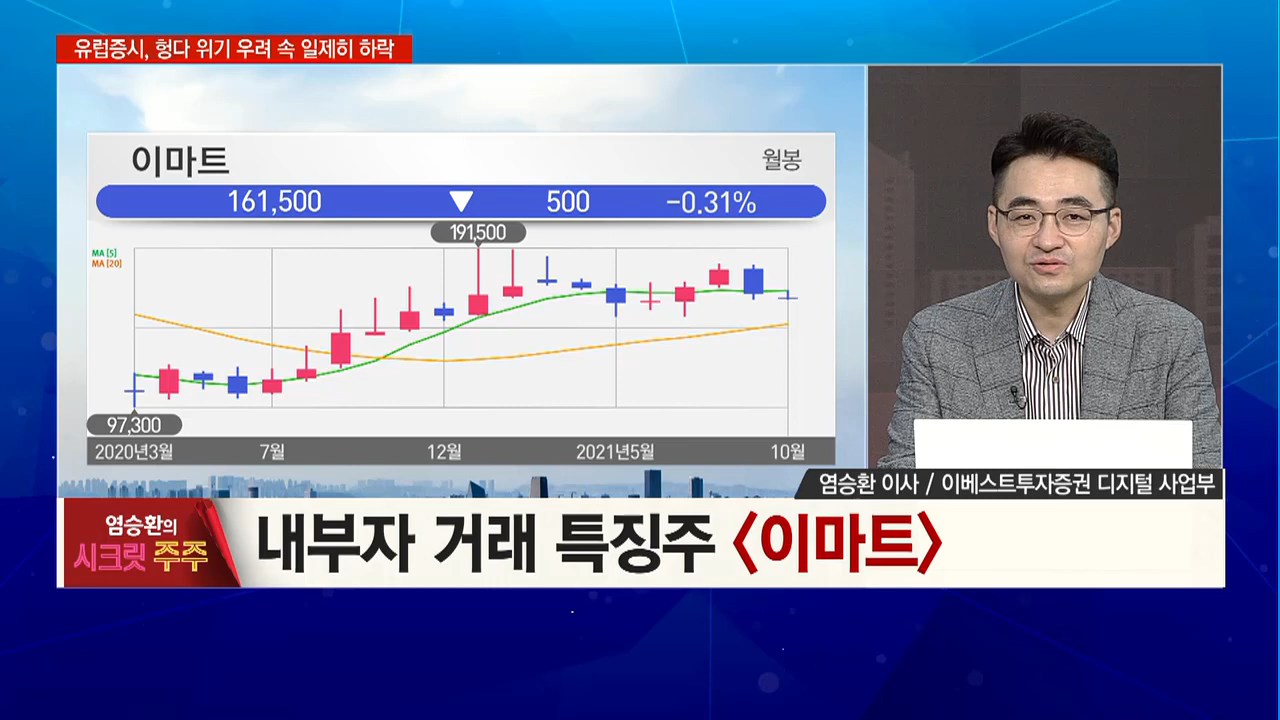 유럽증시, 헝다 위기 우려 속 일제히 하락
이마트
월봉
161,500 ▼ 500 -0.31%
191,500
MA [5]
MA [20]
97,300
2020년3월 7월 12월 2021년5월 10월
염승환 이사 / 이베스트투자증권 디지털 사업부
염승환의
시크릿 주주
내부자 거래 특징주 <이마트>